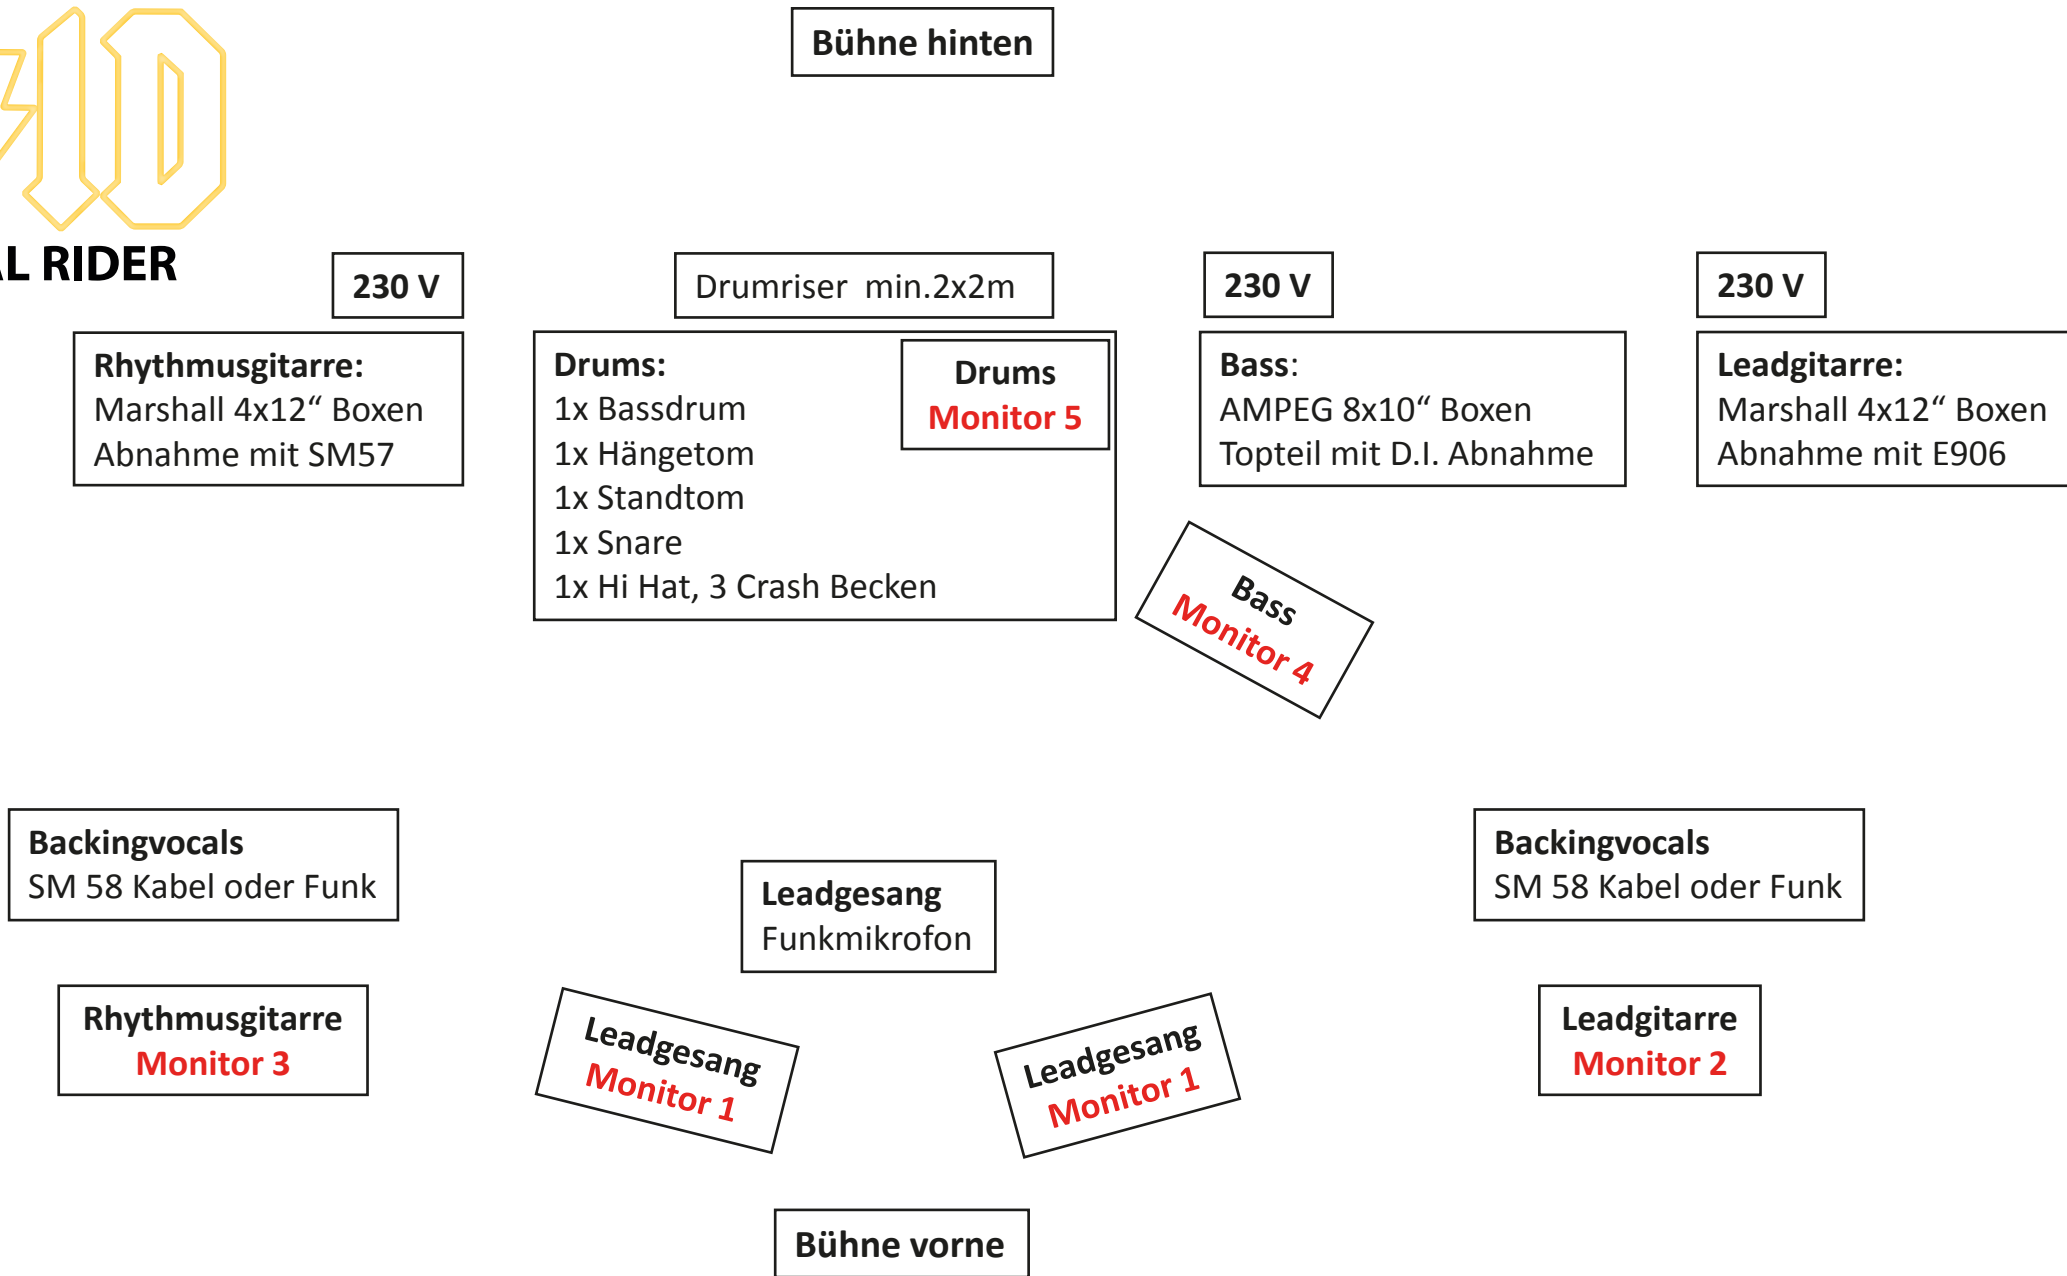 Bühne hinten
AL RIDER
230 V
Drumriser  min.2x2m
230 V
230 V
Rhythmusgitarre:
Marshall 4x12“ Boxen
Abnahme mit SM57
Drums:
1x Bassdrum
1x Hängetom
1x Standtom
1x Snare
1x Hi Hat, 3 Crash Becken
Drums
Monitor 5
Bass:
AMPEG 8x10“ Boxen
Topteil mit D.I. Abnahme
Leadgitarre:
Marshall 4x12“ Boxen
Abnahme mit E906
Bass
Monitor 4
Backingvocals
SM 58 Kabel oder Funk
Leadgesang
Funkmikrofon
Backingvocals
SM 58 Kabel oder Funk
Rhythmusgitarre
Monitor 3
Leadgesang
Monitor 1
Leadgesang
Monitor 1
Leadgitarre
Monitor 2
Bühne vorne